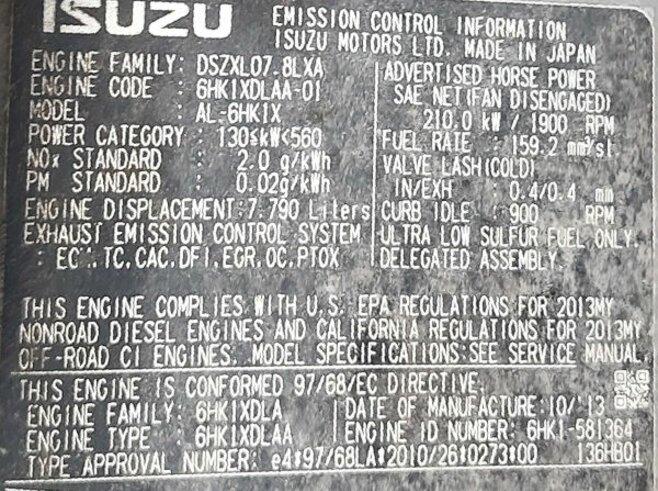 ISUZU
EMISSION CONTROL INFORMATION
ISUZU MOTORS LTD. MADE IN JAPAN
ENGINE FAMILY: DSZXL07.8LXA
ENGINE CODE : 6HK1XDLAA-01
MODEL : AL-6HK1X
POWER CATEGORY : 130≤kW<560
NOx STANDARD : 2.0 g/kWh
PM STANDARD : 0.02g/kWh
ENGINE DISPLACEMENT:7.790 Liters
EXHAUST EMISSION CONTROL SYSTEM
: EC.,TC,CAC,DFI,EGR,OC,PTOX
ADVERTISED HORSE POWER
SAE NET(FAN DISENGAGED)
210.0 kW / 1900 RPM
FUEL RATE : 159.2 mm³/st
VALVE LASH(COLD)
IN/EXH : 0.4/0.4 mm
CURB IDLE : 900 RPM
ULTRA LOW SULFUR FUEL ONLY.
DELEGATED ASSEMBLY.
THIS ENGINE COMPLIES WITH U.S. EPA REGULATIONS FOR 2013MY
NONROAD DIESEL ENGINES AND CALIFORNIA REGULATIONS FOR 2013MY
OFF-ROAD CI ENGINES. MODEL SPECIFICATIONS:SEE SERVICE MANUAL.
THIS ENGINE IS CONFORMED 97/68/EC DIRECTIVE.
ENGINE FAMILY : 6HK1XDLA
ENGINE TYPE : 6HK1XDLAA
DATE OF MANUFACTURE:10/'13
ENGINE ID NUMBER: 6HK1-581364
TYPE APPROVAL NUMBER: e4*97/68LA*2010/26*0273*00 136HB01